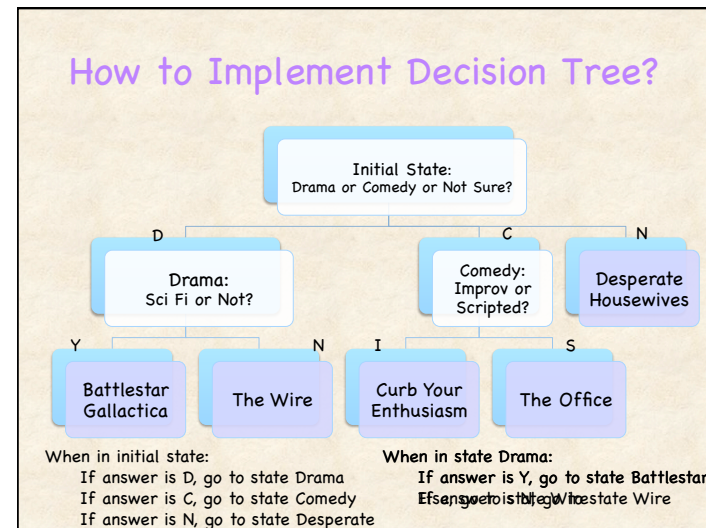 How to Implement Decision Tree?
Initial State:
Drama or Comedy or Not Sure?
D
C
N
Drama:
Sci Fi or Not?
Comedy:
Improv or
Scripted?
Desperate
Housewives
Y
N
I
S
Battlestar
Gallactica
The Wire
Curb Your
Enthusiasm
The Office
When in initial state:
If answer is D, go to state Drama
If answer is C, go to state Comedy
If answer is N, go to state Desperate
When in state Drama:
If answer is Y, go to state Battlestar
state Wire